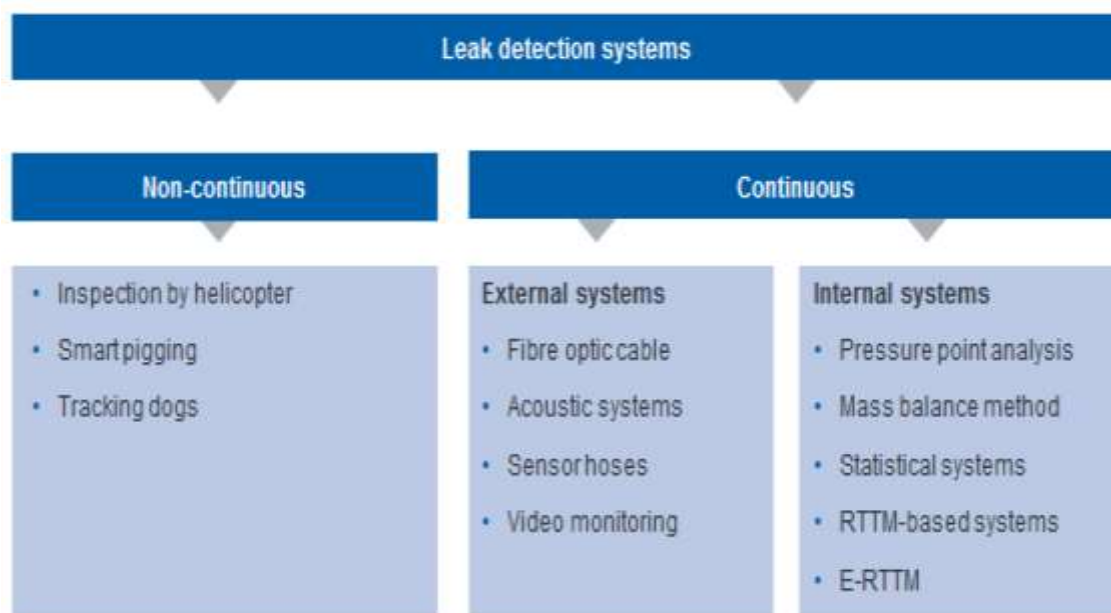 Leak detection systems
Non-continuous
Continuous
• Inspection by helicopter
• Smart pigging
• Tracking dogs
External systems
• Fibre optic cable
• Acoustic systems
• Sensor hoses
• Video monitoring
Internal systems
• Pressure point analysis
• Mass balance method
• Statistical systems
• RTTM-based systems
• E-RTTM